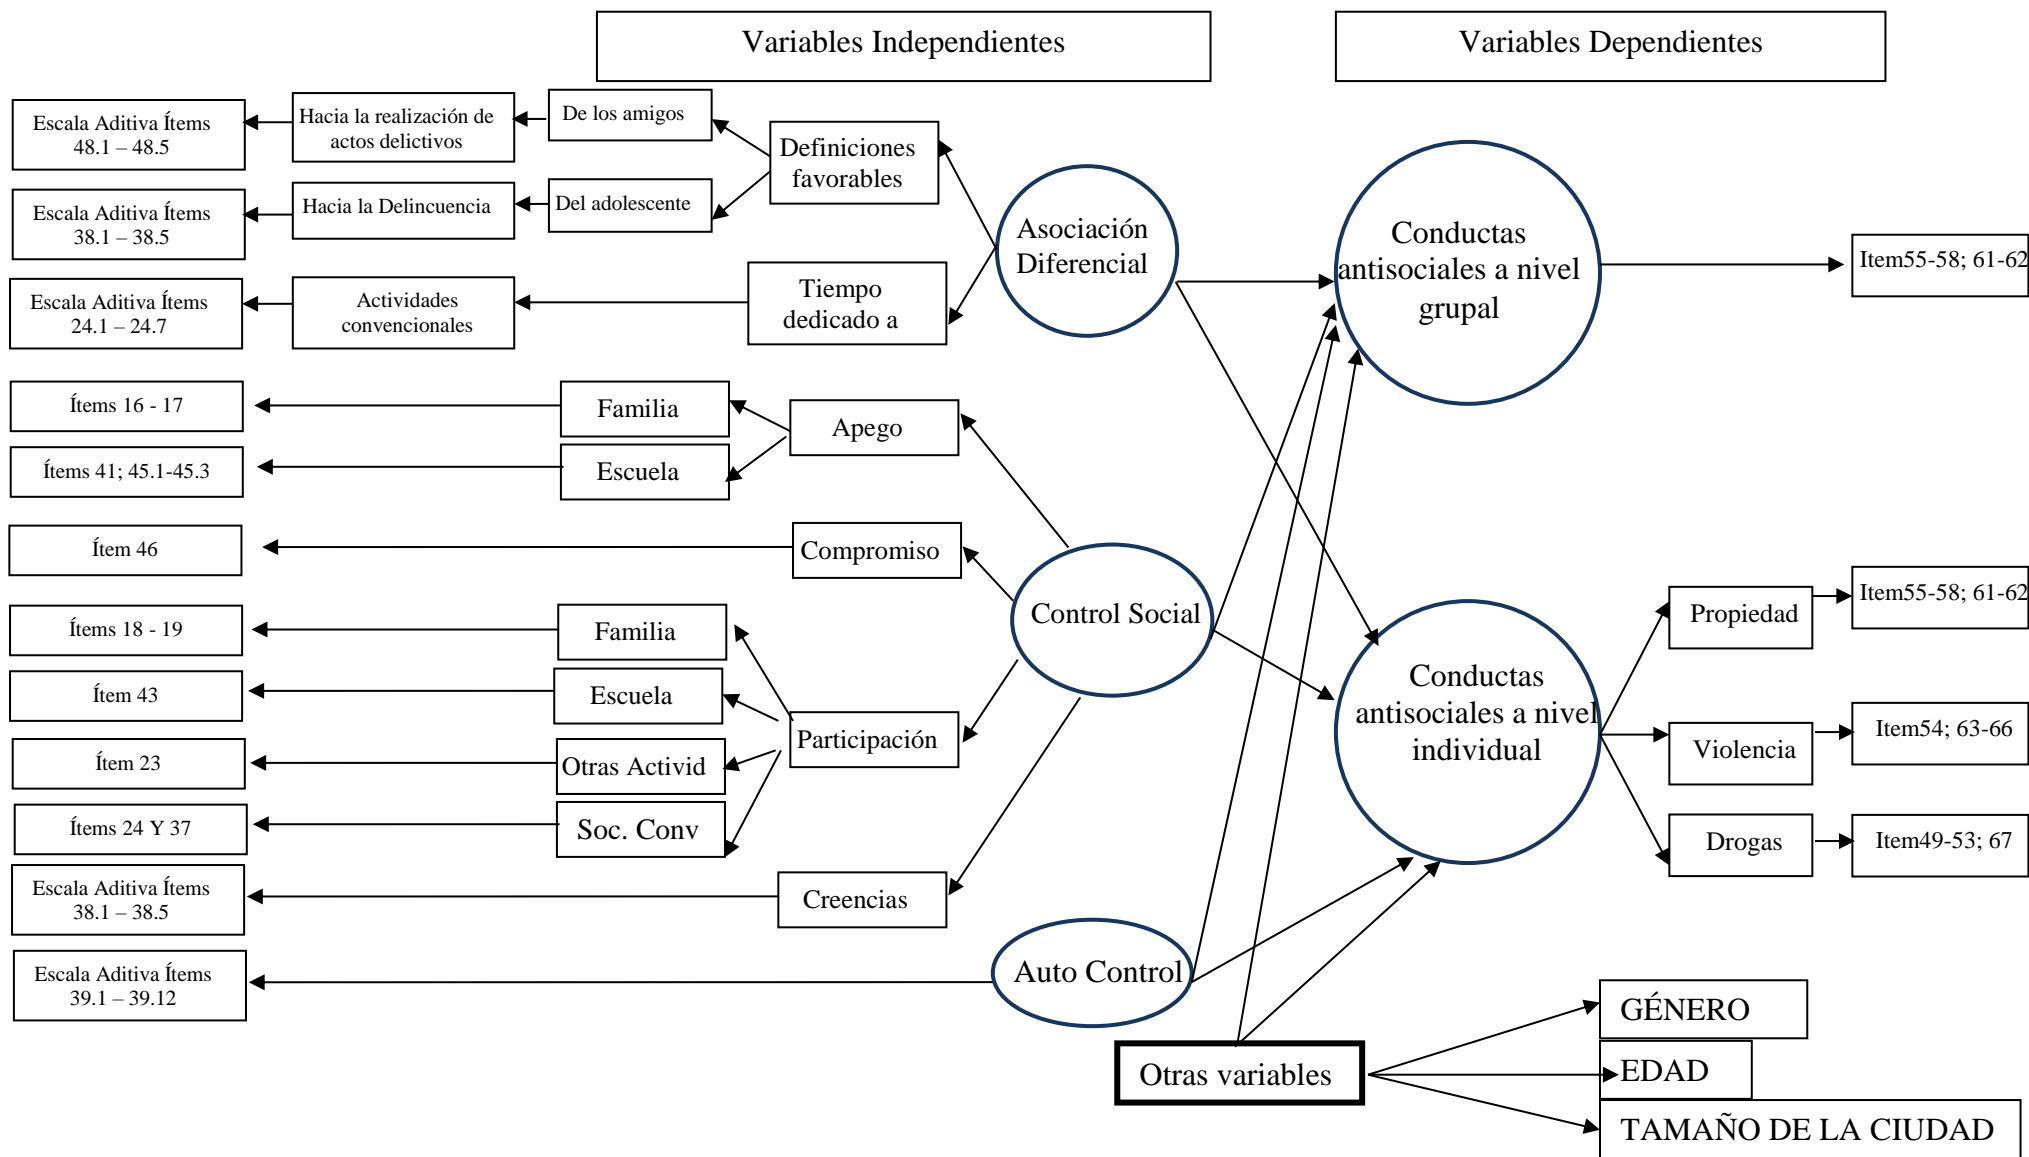 Variables Independientes
Variables Dependientes
Escala Aditiva Ítems
48.1 – 48.5
Hacia la realización de
actos delictivos
De los amigos
Definiciones
favorables
Escala Aditiva Ítems
38.1 – 38.5
Hacia la Delincuencia
Del adolescente
Asociación
Diferencial
Conductas
antisociales a nivel
grupal
Item55-58; 61-62
Escala Aditiva Ítems
24.1 – 24.7
Actividades
convencionales
Tiempo
dedicado a
Ítems 16 - 17
Familia
Apego
Ítems 41; 45.1-45.3
Escuela
Ítem 46
Compromiso
Control Social
Ítems 18 - 19
Familia
Ítem 43
Escuela
Participación
Ítem 23
Otras Activid
Ítems 24 Y 37
Soc. Conv
Conductas
antisociales a nivel
individual
Propiedad
Item55-58; 61-62
Violencia
Item54; 63-66
Drogas
Item49-53; 67
Escala Aditiva Ítems
38.1 – 38.5
Creencias
Escala Aditiva Ítems
39.1 – 39.12
Auto Control
Otras variables
GÉNERO
EDAD
TAMAÑO DE LA CIUDAD